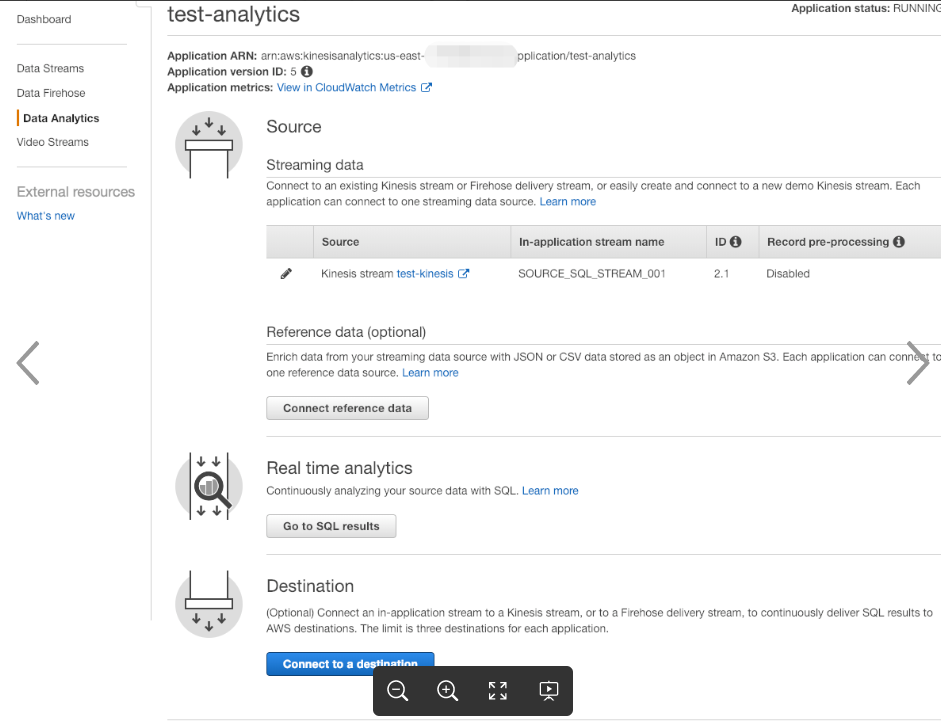 Dashboard
Data Streams
Data Firehose
Data Analytics
Video Streams
External resources
What's new
test-analytics
Application status: RUNNING
Application ARN: arn:aws:kinesisanalytics:us-east- pplication/test-analytics
Application version ID: 5
Application metrics: View in CloudWatch Metrics
Source
Streaming data
Connect to an existing Kinesis stream or Firehose delivery stream, or easily create and connect to a new demo Kinesis stream. Each
application can connect to one streaming data source. Learn more
Source In-application stream name ID Record pre-processing
Kinesis stream test-kinesis SOURCE_SQL_STREAM_001 2.1 Disabled
Reference data (optional)
Enrich data from your streaming data source with JSON or CSV data stored as an object in Amazon S3. Each application can connect to
one reference data source. Learn more
Connect reference data
Real time analytics
Continuously analyzing your source data with SQL. Learn more
Go to SQL results
Destination
(Optional) Connect an in-application stream to a Kinesis stream, or to a Firehose delivery stream, to continuously deliver SQL results to
AWS destinations. The limit is three destinations for each application.
Connect to a destination